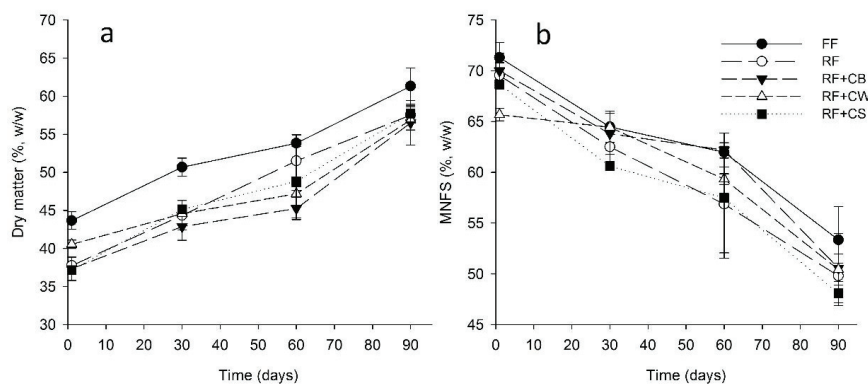 a
Dry matter (%, w/w)
70
65
60
55
50
45
40
35
30
0 10 20 30 40 50 60 70 80 90
Time (days)
b
MNFS (%, w/w)
75
70
65
60
55
50
45
0 10 20 30 40 50 60 70 80 90
Time (days)
FF
RF
RF+CB
RF+CW
RF+CS